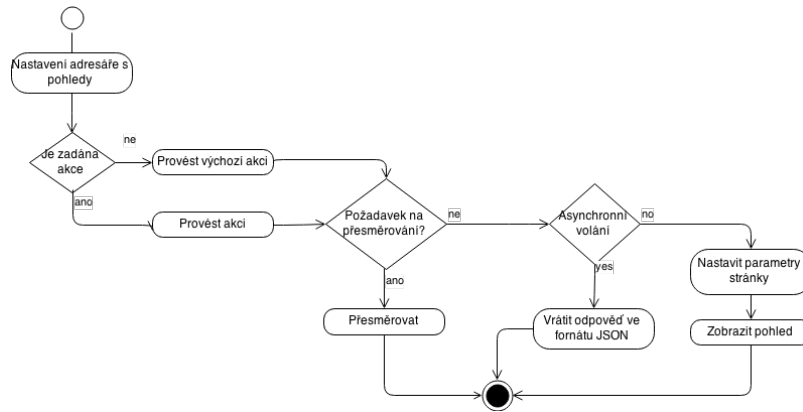 Nastavení adresáře s
pohledy
Je zadána
akce
ne
Provést výchozí akci
ano
Provést akci
Požadavek na
přesměrování?
ne
ano
Přesměrovat
Asynchronní
volání
no
yes
Vrátit odpověď ve
fornátu JSON
Nastavit parametry
stránky
Zobrazit pohled